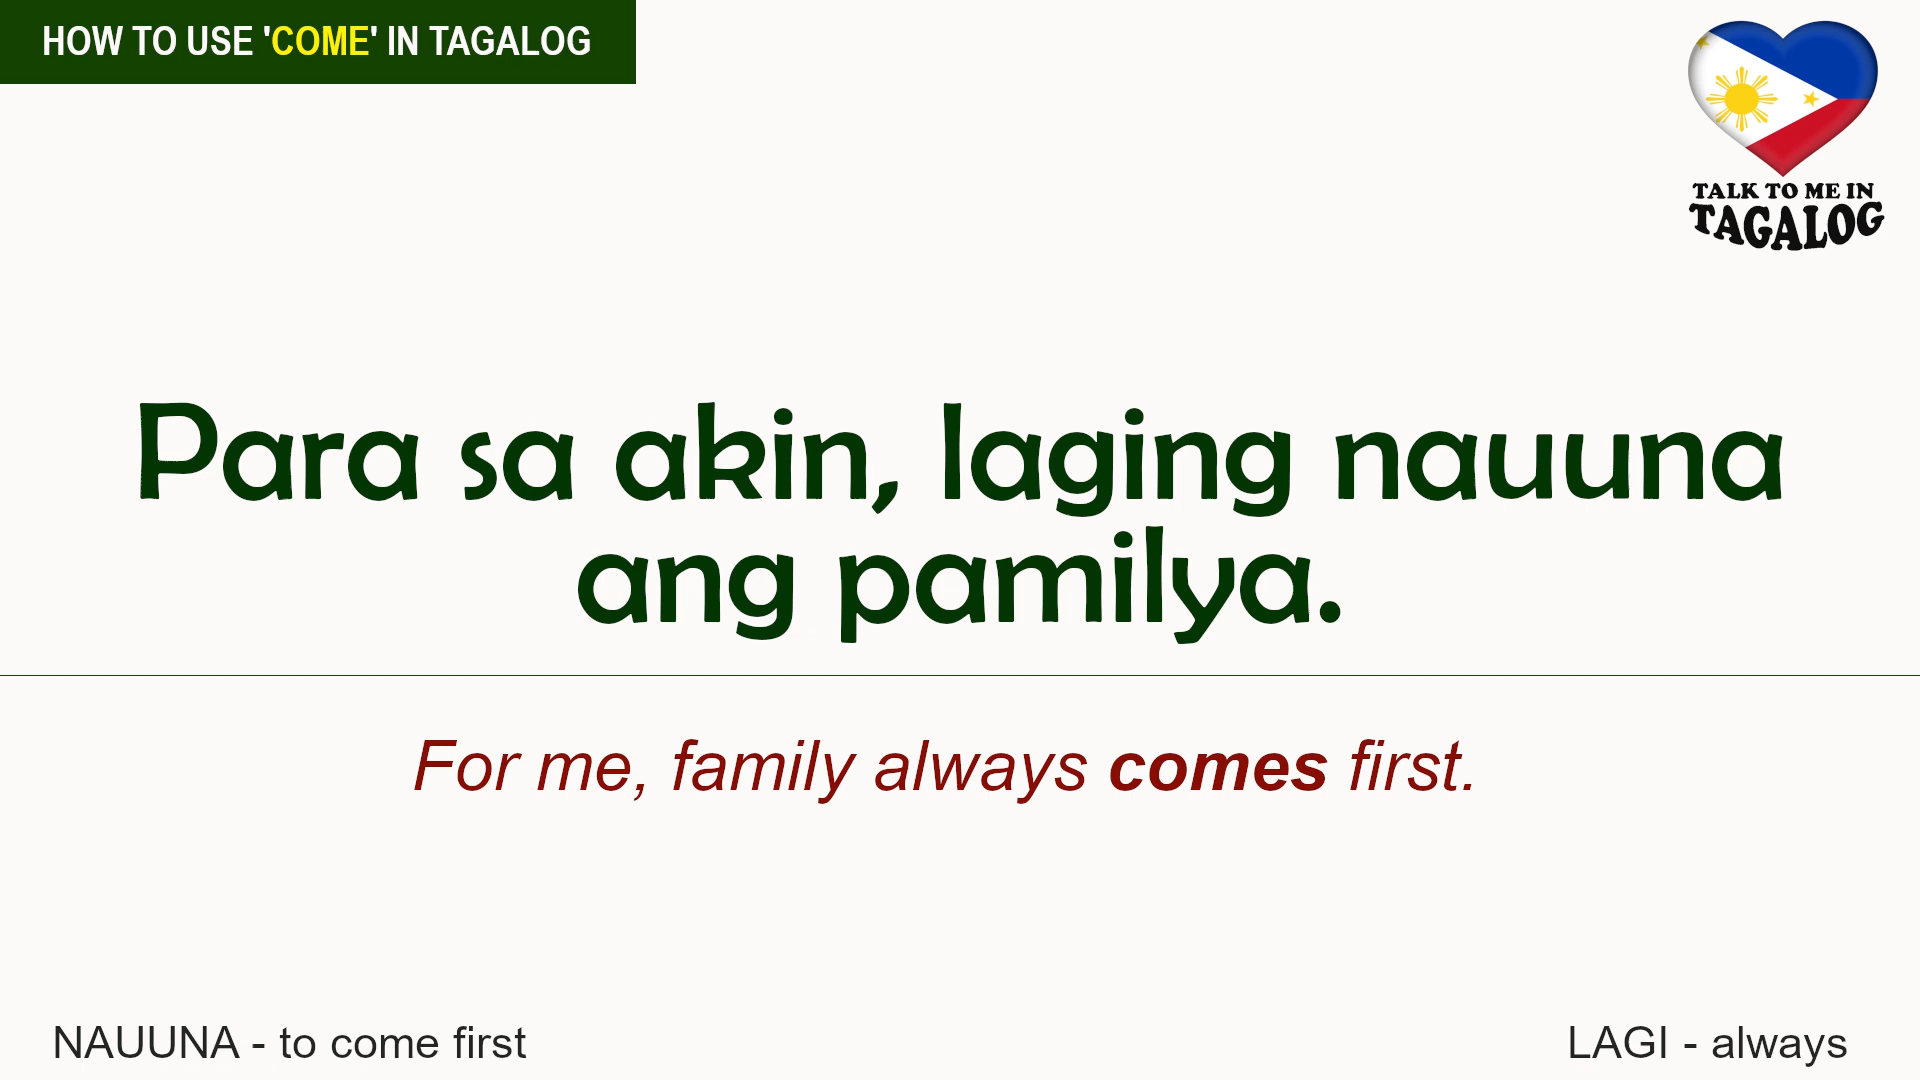 HOW TO USE 'COME' IN TAGALOG
TALK TO ME IN
TAGALOG
Para sa akin, laging nauuna
ang pamilya.
For me, family always comes first.
NAUUNA - to come first
LAGI - always